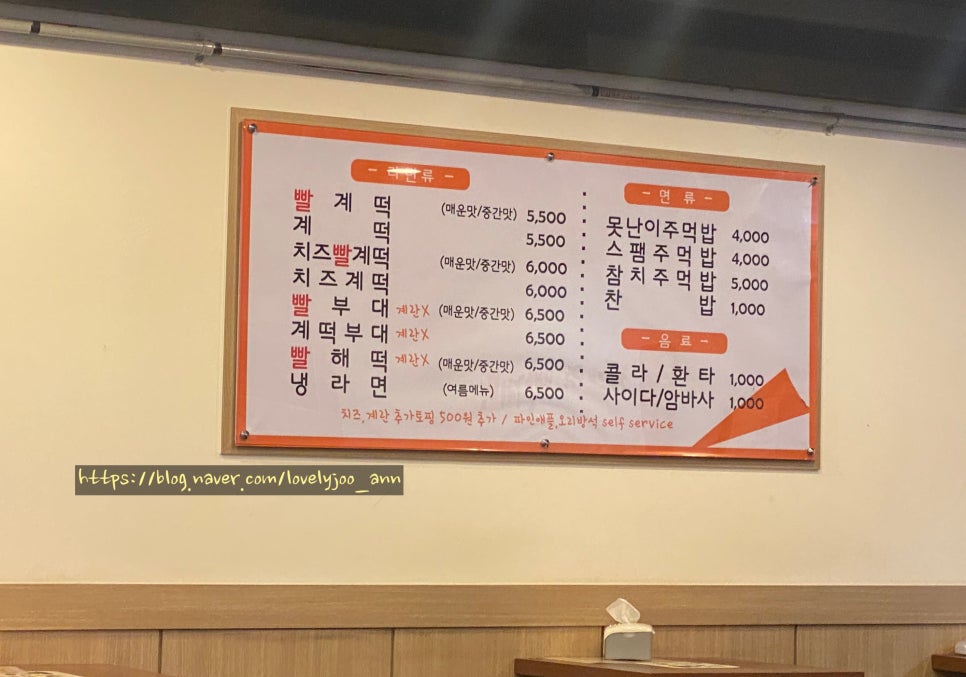 - 라면류 -
빨계떡 (매운맛/중간맛) 5,500
계떡 5,500
치즈빨계떡 (매운맛/중간맛) 6,000
치즈계떡 6,000
빨부대 계란X (매운맛/중간맛) 6,500
계떡부대 계란X 6,500
빨해떡 계란X (매운맛/중간맛) 6,500
냉라면 (여름메뉴) 6,500
- 면류 -
못난이주먹밥 4,000
스팸주먹밥 4,000
참치주먹밥 5,000
찬밥 1,000
- 음료 -
콜라/환타 1,000
사이다/암바사 1,000
치즈,계란 추가토핑 500원 추가 / 파인애플,오리방석 self service
https://blog.naver.com/lovelyjoo_ann